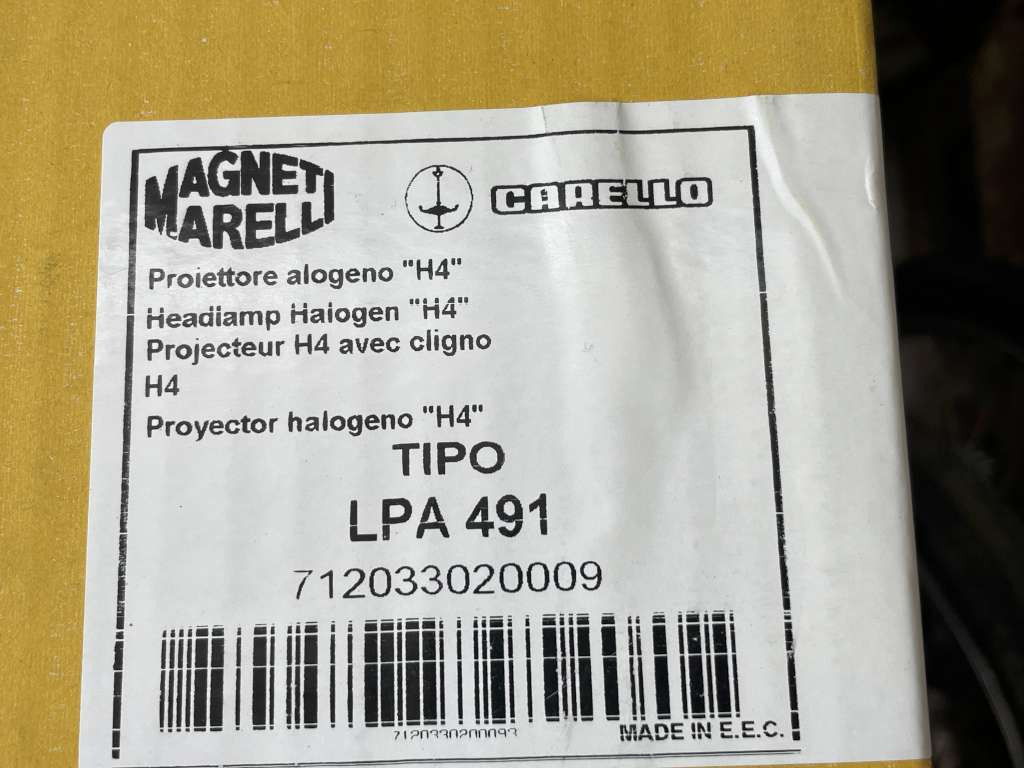 MAGNETI
MARELLI
CARELLO
Proiettore alogeno "H4"
Headlamp Halogen "H4"
Projecteur H4 avec cligno
H4
Proyector halogeno "H4"
TIPO
LPA 491
712033020009
7120330200093
MADE IN E.E.C.